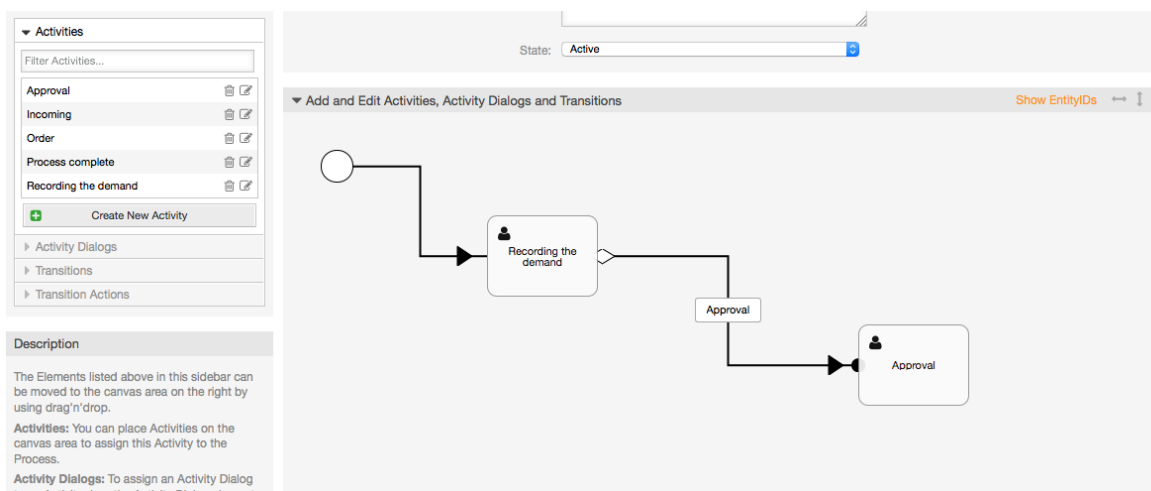 Activities
Filter Activities...
Approval
Incoming
Order
Process complete
Recording the demand
Create New Activity
Activity Dialogs
Transitions
Transition Actions
Description
The Elements listed above in this sidebar can
be moved to the canvas area on the right by
using drag'n'drop.
Activities: You can place Activities on the
canvas area to assign this Activity to the
Process.
Activity Dialogs: To assign an Activity Dialog
State: Active
Add and Edit Activities, Activity Dialogs and Transitions
Show EntityIDs
Recording the
demand
Approval
Approval